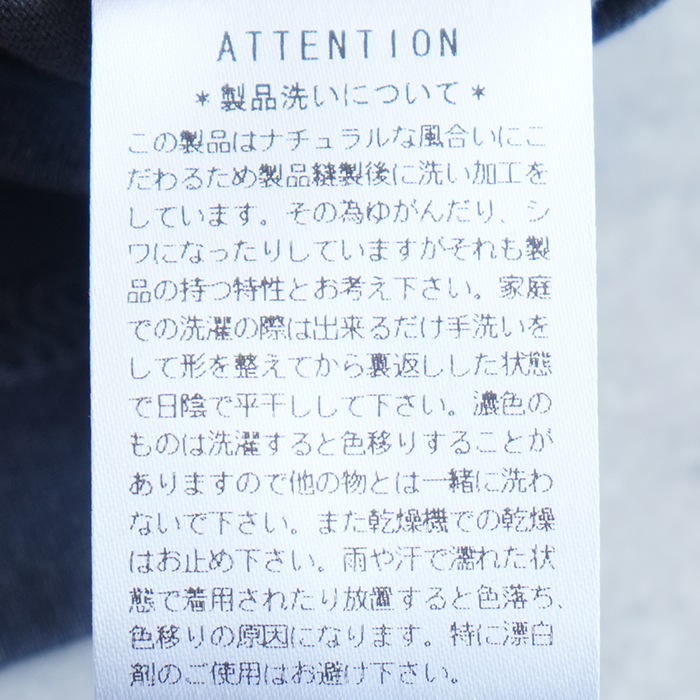 ATTENTION
*製品洗いについて*
この製品はナチュラルな風合いにこ
だわるため製品縫製後に洗い加工を
しています。その為ゆがんだり、シ
ワになったりしていますがそれも製
品の持つ特性とお考え下さい。家庭
での洗濯の際は出来るだけ手洗いを
して形を整えてから裏返しした状態
で日陰で平干しして下さい。濃色の
ものは洗濯すると色移りすることが
ありますので他の物とは一緒に洗わ
ないで下さい。また乾燥機での乾燥
はお止め下さい。雨や汗で濡れた状
態で着用されたり放置すると色落ち、
色移りの原因になります。特に漂白
剤のご使用はお避け下さい。